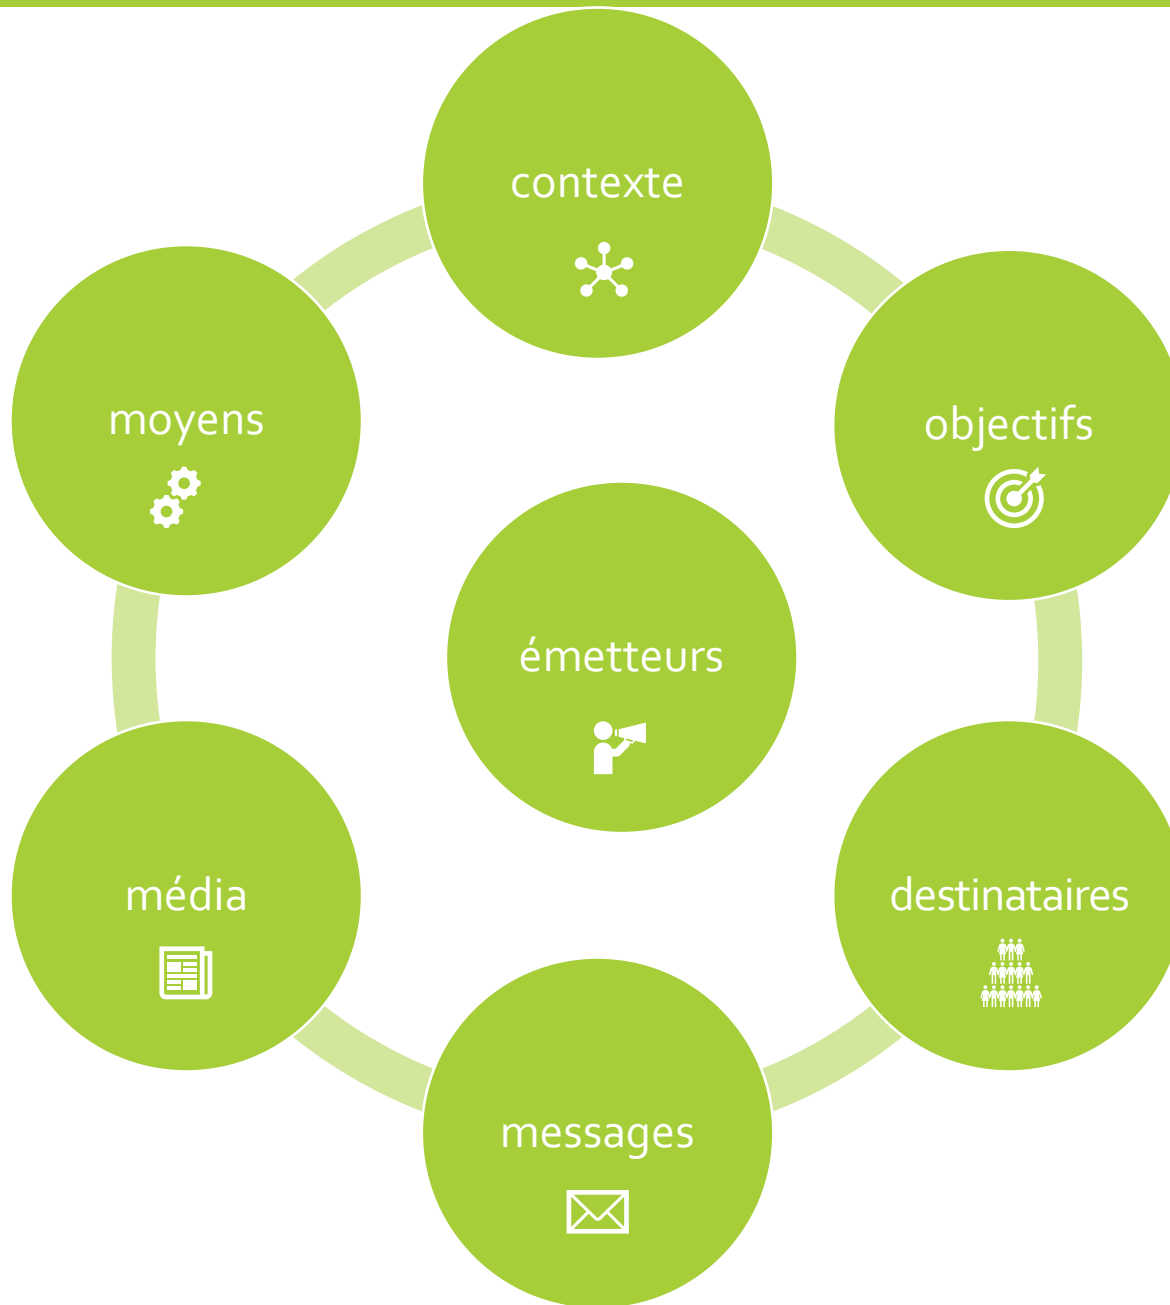 contexte
moyens
objectifs
émetteurs
média
destinataires
messages